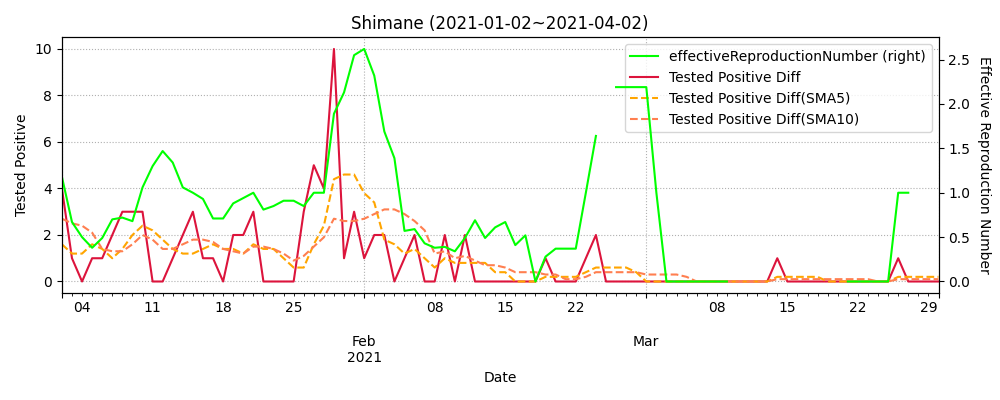 Shimane (2021-01-02~2021-04-02)
effectiveReproductionNumber (right)
Tested Positive Diff
Tested Positive Diff(SMA5)
Tested Positive Diff(SMA10)
Tested Positive
10
8
6
4
2
0
2.5
2.0
1.5
1.0
0.5
0.0
Effective Reproduction Number
04 11 18 25 08 15 22 08 15 22 29
Feb Mar
2021
Date